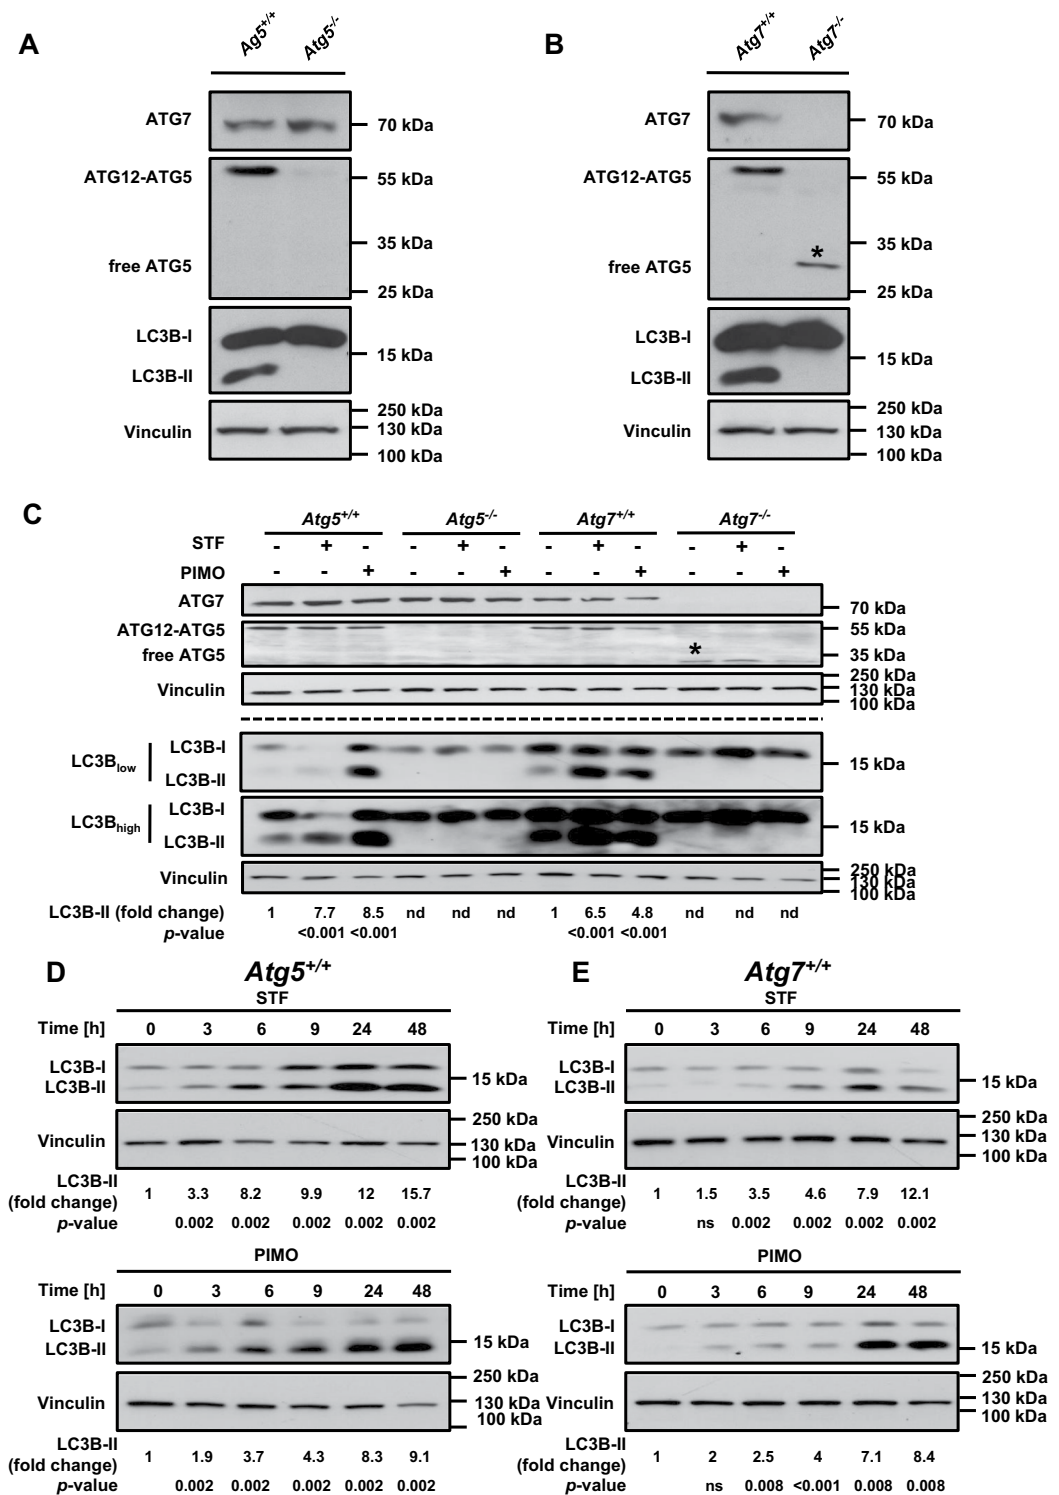 A
Ag5+/+ Atg5-/-
ATG7
70 kDa
ATG12-ATG5
55 kDa
35 kDa
free ATG5
25 kDa
LC3B-I
15 kDa
LC3B-II
250 kDa
Vinculin
130 kDa
100 kDa
B
Atg7+/+ Atg7-/-
ATG7
70 kDa
ATG12-ATG5
55 kDa
35 kDa
*
free ATG5
25 kDa
LC3B-I
15 kDa
LC3B-II
250 kDa
Vinculin
130 kDa
100 kDa
C
Atg5+/+ Atg5-/- Atg7+/+ Atg7-/-
STF - + - - + - - + - - + -
PIMO - - + - - + - - + - - +
ATG7
70 kDa
ATG12-ATG5
55 kDa
free ATG5 * 35 kDa
250 kDa
Vinculin 130 kDa
100 kDa
LC3Blow
LC3B-I
15 kDa
LC3B-II
LC3Bhigh
LC3B-I
15 kDa
LC3B-II
250 kDa
Vinculin 130 kDa
100 kDa
LC3B-II (fold change) 1 7.7 8.5 nd nd nd 1 6.5 4.8 nd nd nd
p-value <0.001 <0.001 <0.001 <0.001
D
Atg5+/+
STF
Time [h] 0 3 6 9 24 48
LC3B-I
LC3B-II
15 kDa
250 kDa
Vinculin
130 kDa
100 kDa
LC3B-II
(fold change) 1 3.3 8.2 9.9 12 15.7
p-value 0.002 0.002 0.002 0.002 0.002
PIMO
Time [h] 0 3 6 9 24 48
LC3B-I
LC3B-II
15 kDa
250 kDa
Vinculin
130 kDa
100 kDa
LC3B-II
(fold change) 1 1.9 3.7 4.3 8.3 9.1
p-value 0.002 0.002 0.002 0.002 0.002
E
Atg7+/+
STF
Time [h] 0 3 6 9 24 48
LC3B-I
LC3B-II
15 kDa
250 kDa
Vinculin
130 kDa
100 kDa
LC3B-II
(fold change) 1 1.5 3.5 4.6 7.9 12.1
p-value ns 0.002 0.002 0.002 0.002
PIMO
Time [h] 0 3 6 9 24 48
LC3B-I
LC3B-II
15 kDa
250 kDa
Vinculin
130 kDa
100 kDa
LC3B-II
(fold change) 1 2 2.5 4 7.1 8.4
p-value ns 0.008 <0.001 0.008 0.008